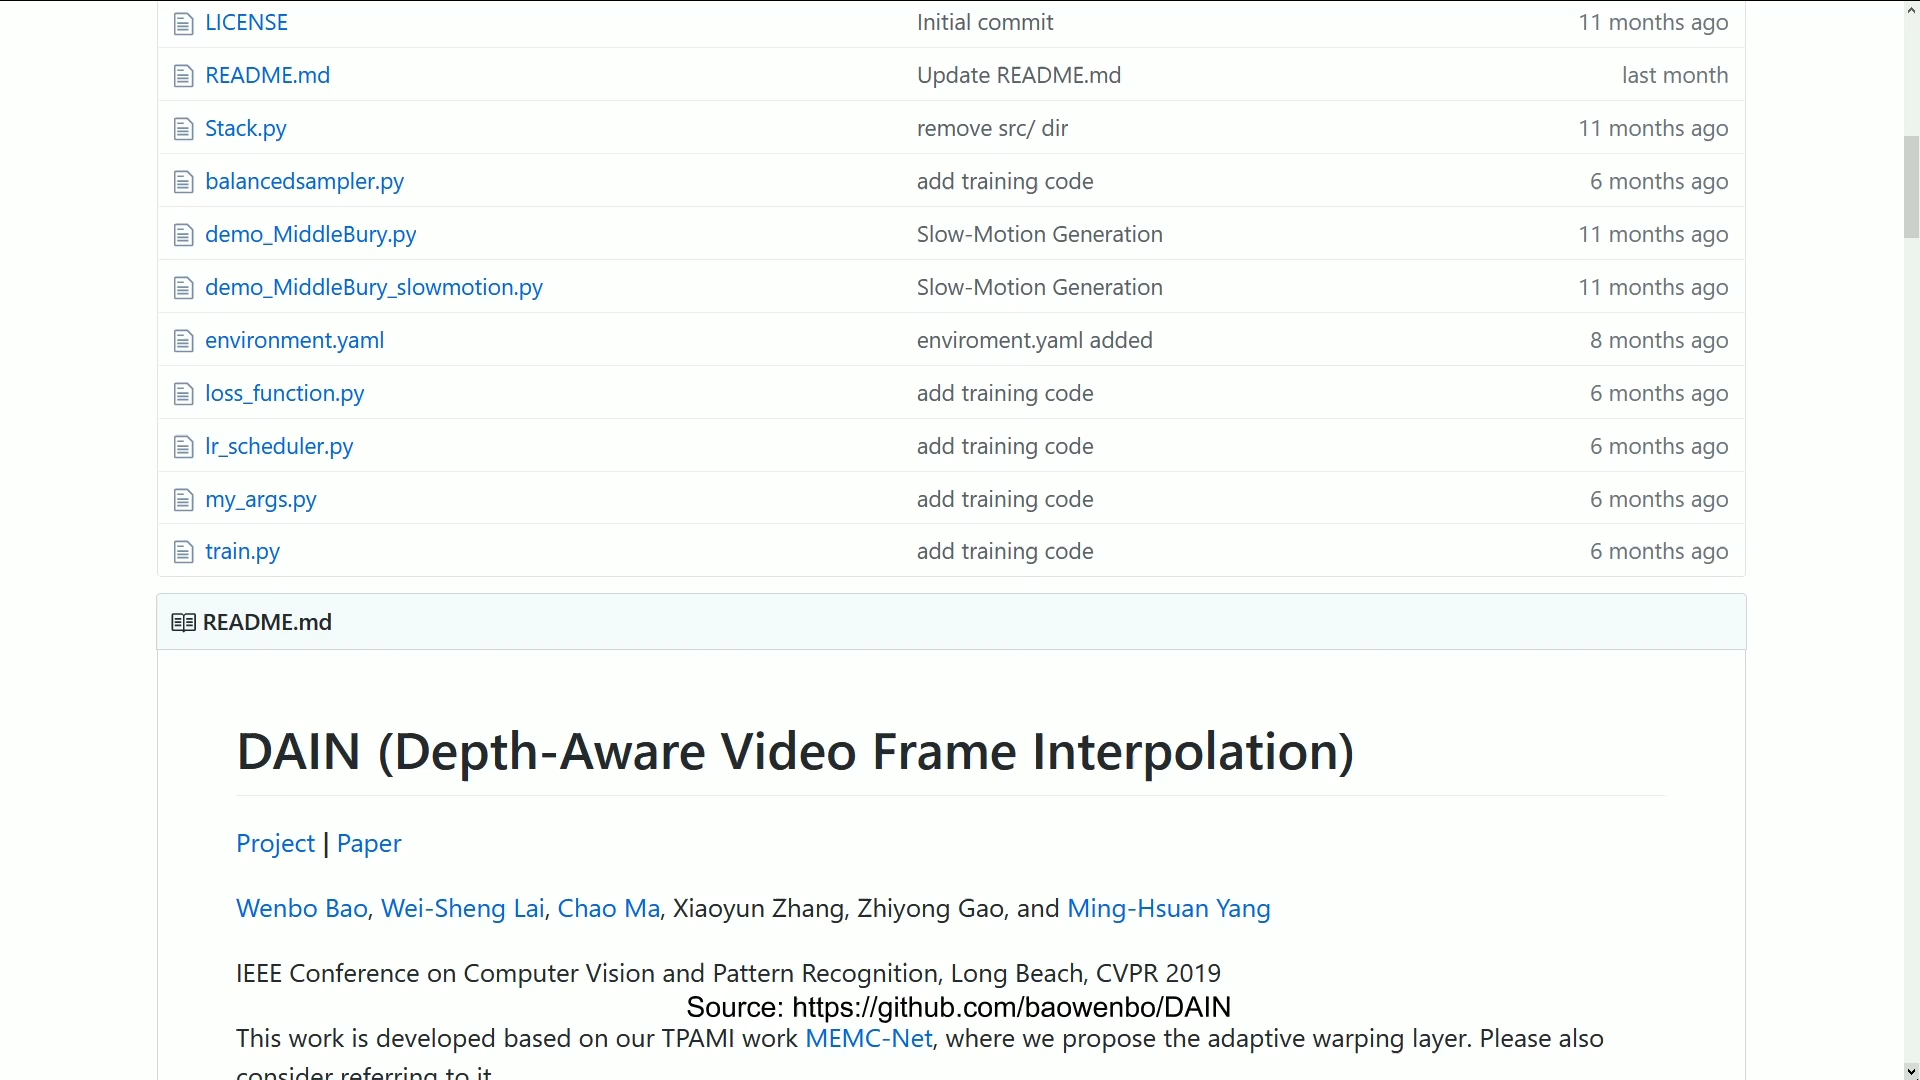 LICENSE Initial commit 11 months ago
README.md Update README.md last month
Stack.py remove src/ dir 11 months ago
balancedsampler.py add training code 6 months ago
demo_MiddleBury.py Slow-Motion Generation 11 months ago
demo_MiddleBury_slowmotion.py Slow-Motion Generation 11 months ago
environment.yaml enviroment.yaml added 8 months ago
loss_function.py add training code 6 months ago
lr_scheduler.py add training code 6 months ago
my_args.py add training code 6 months ago
train.py add training code 6 months ago
README.md
DAIN (Depth-Aware Video Frame Interpolation)
Project | Paper
Wenbo Bao, Wei-Sheng Lai, Chao Ma, Xiaoyun Zhang, Zhiyong Gao, and Ming-Hsuan Yang
IEEE Conference on Computer Vision and Pattern Recognition, Long Beach, CVPR 2019
Source: https://github.com/baowenbo/DAIN
This work is developed based on our TPAMI work MEMC-Net, where we propose the adaptive warping layer. Please also
consider referring to it